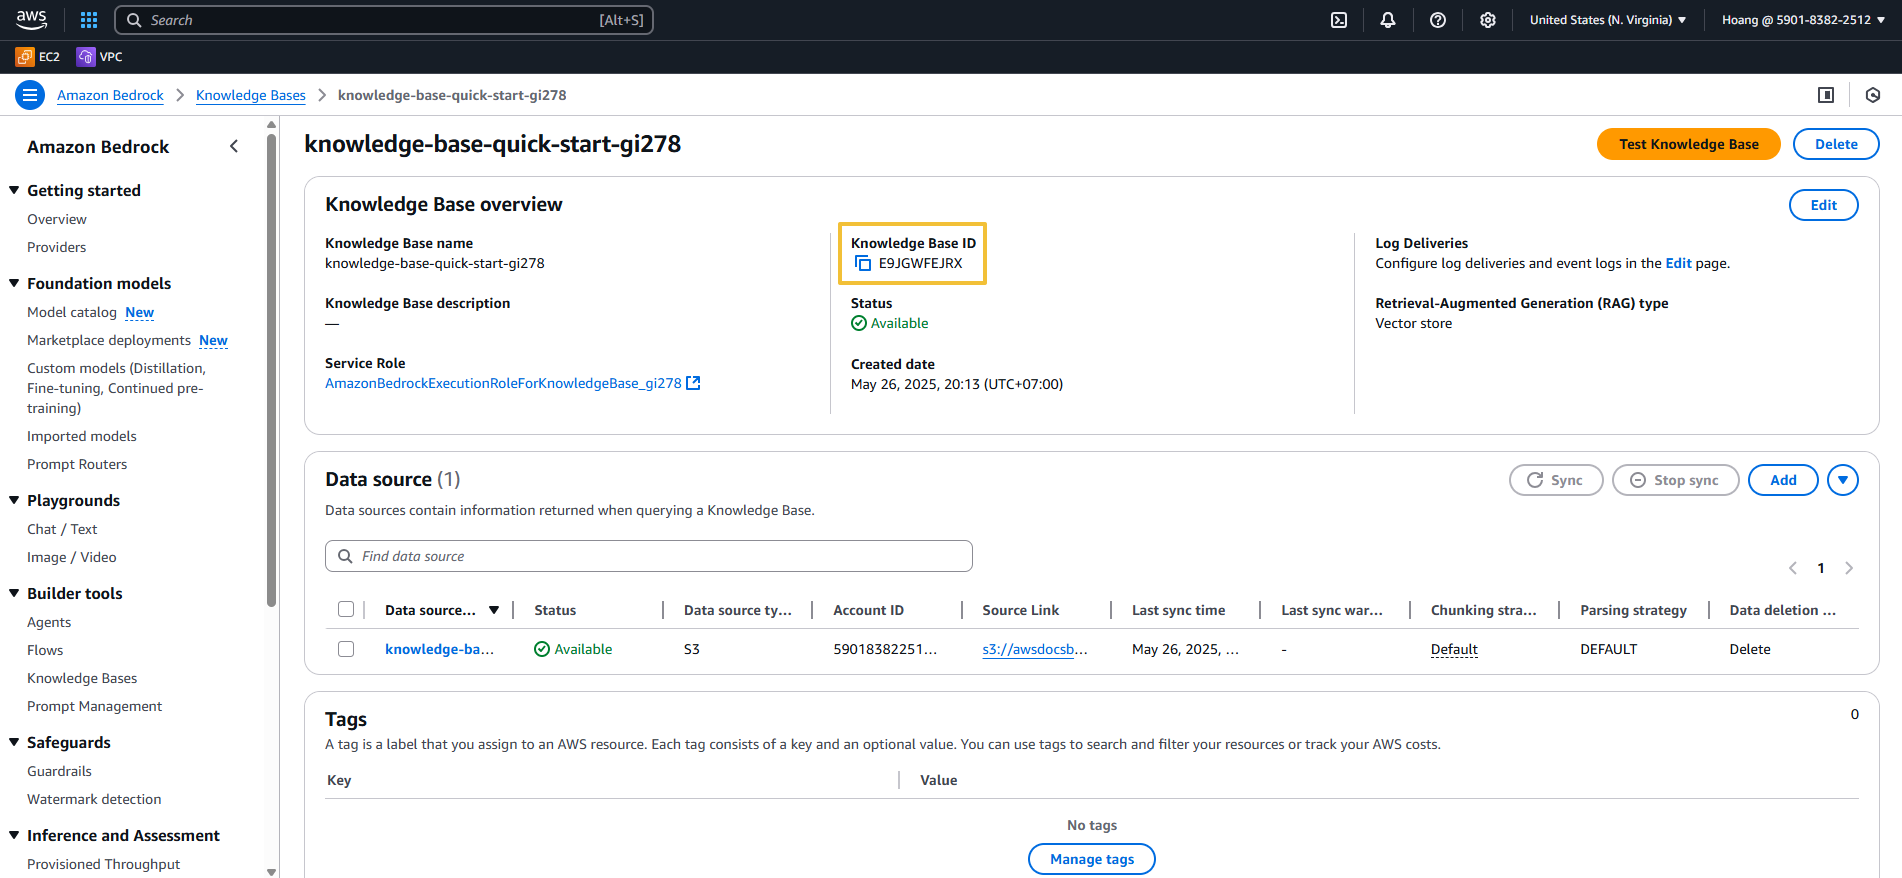 aws
Search [Alt+S]
United States (N. Virginia)
Hoang @ 5901-8382-2512
EC2 VPC
Amazon Bedrock Knowledge Bases knowledge-base-quick-start-gi278
Amazon Bedrock
Getting started
Overview
Providers
Foundation models
Model catalog New
Marketplace deployments New
Custom models (Distillation,
Fine-tuning, Continued pre-
training)
Imported models
Prompt Routers
Playgrounds
Chat / Text
Image / Video
Builder tools
Agents
Flows
Knowledge Bases
Prompt Management
Safeguards
Guardrails
Watermark detection
Inference and Assessment
Provisioned Throughput
knowledge-base-quick-start-gi278
Test Knowledge Base
Delete
Knowledge Base overview
Edit
Knowledge Base name
knowledge-base-quick-start-gi278
Knowledge Base description
—
Service Role
AmazonBedrockExecutionRoleForKnowledgeBase_gi278
Knowledge Base ID
E9JGWFEJRX
Status
Available
Created date
May 26, 2025, 20:13 (UTC+07:00)
Log Deliveries
Configure log deliveries and event logs in the Edit page.
Retrieval-Augmented Generation (RAG) type
Vector store
Data source (1)
Sync
Stop sync
Add
Data sources contain information returned when querying a Knowledge Base.
Find data source
1
Data source... Status Data source ty... Account ID Source Link Last sync time Last sync war... Chunking stra... Parsing strategy Data deletion ...
knowledge-ba... Available S3 59018382251... s3://awsdocsb... May 26, 2025, ... - Default DEFAULT Delete
Tags
0
A tag is a label that you assign to an AWS resource. Each tag consists of a key and an optional value. You can use tags to search and filter your resources or track your AWS costs.
Key Value
No tags
Manage tags